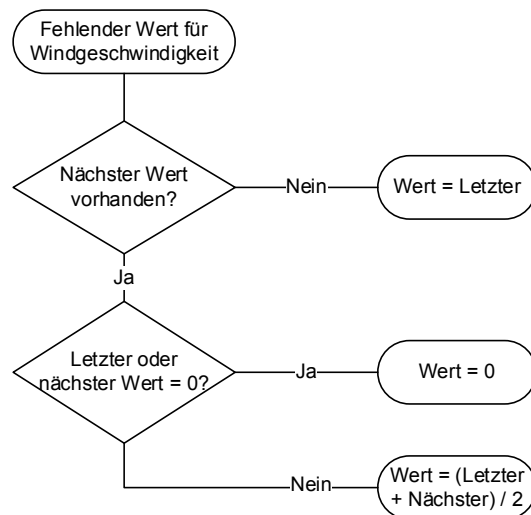 Fehlender Wert für
Windgeschwindigkeit
Nächster Wert
vorhanden?
Nein
Wert = Letzter
Ja
Letzter oder
nächster Wert = 0?
Ja
Wert = 0
Nein
Wert = (Letzter
+ Nächster) / 2